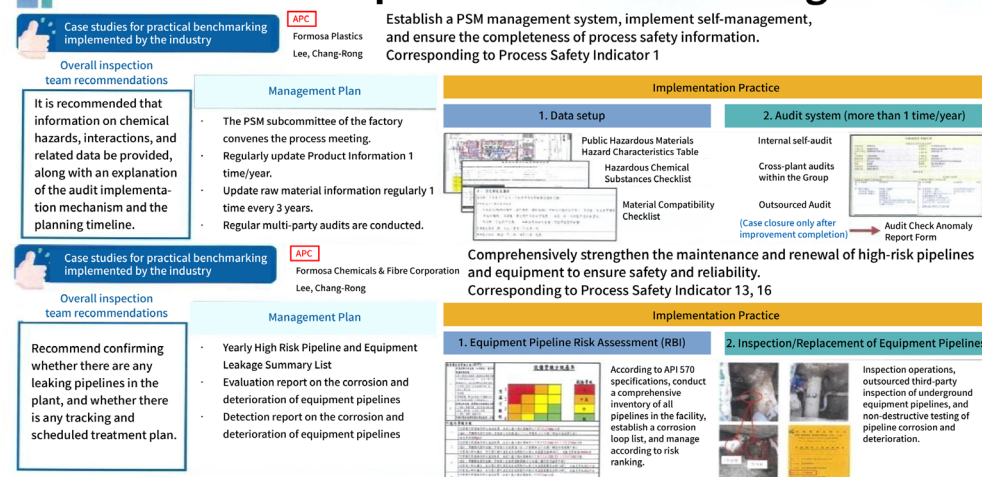 Case studies for practical benchmarking
implemented by the industry
APC
Formosa Plastics
Lee, Chang-Rong
Establish a PSM management system, implement self-management,
and ensure the completeness of process safety information.
Corresponding to Process Safety Indicator 1
Overall inspection
team recommendations
It is recommended that
information on chemical
hazards, interactions, and
related data be provided,
along with an explanation
of the audit implementa-
tion mechanism and the
planning timeline.
Management Plan
· The PSM subcommittee of the factory
convenes the process meeting.
· Regularly update Product Information 1
time/year.
· Update raw material information regularly 1
time every 3 years.
· Regular multi-party audits are conducted.
Implementation Practice
1. Data setup
Public Hazardous Materials
Hazard Characteristics Table
Hazardous Chemical
Substances Checklist
Material Compatibility
Checklist
2. Audit system (more than 1 time/year)
Internal self-audit
Cross-plant audits
within the Group
Outsourced Audit
(Case closure only after
improvement completion)
Audit Check Anomaly
Report Form
Case studies for practical benchmarking
implemented by the industry
APC
Formosa Chemicals & Fibre Corporation
Lee, Chang-Rong
Comprehensively strengthen the maintenance and renewal of high-risk pipelines
and equipment to ensure safety and reliability.
Corresponding to Process Safety Indicator 13, 16
Overall inspection
team recommendations
Recommend confirming
whether there are any
leaking pipelines in the
plant, and whether there
is any tracking and
scheduled treatment plan.
Management Plan
· Yearly High Risk Pipeline and Equipment
Leakage Summary List
· Evaluation report on the corrosion and
deterioration of equipment pipelines
· Detection report on the corrosion and
deterioration of equipment pipelines
Implementation Practice
1. Equipment Pipeline Risk Assessment (RBI)
According to API 570
specifications, conduct
a comprehensive
inventory of all
pipelines in the facility,
establish a corrosion
loop list, and manage
according to risk
ranking.
2. Inspection/Replacement of Equipment Pipelines
Inspection operations,
outsourced third-party
inspection of underground
equipment pipelines, and
non-destructive testing of
pipeline corrosion and
deterioration.